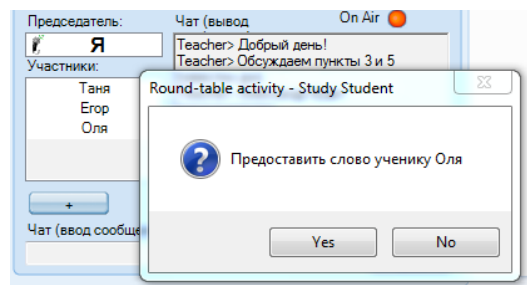 Председатель:
Я
Участники:
Таня
Егор
Оля
+
Чат (ввод сообще
Чат (вывод
On Air
Teacher> Добрый день!
Teacher> Обсуждаем пункты 3 и 5
Round-table activity - Study Student
Предоставить слово ученику Оля
Yes
No